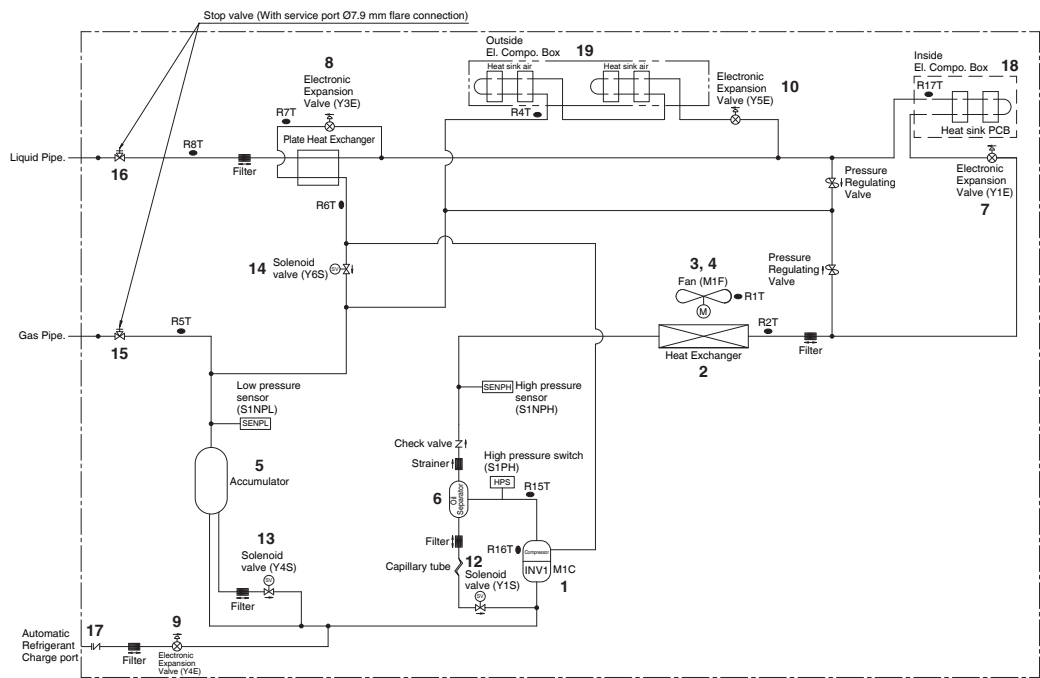 Stop valve (With service port Ø7.9 mm flare connection)
Outside
El. Compo. Box
19
Heat sink air
Heat sink air
Inside
El. Compo. Box
18
R17T
Heat sink PCB
8
Electronic
Expansion
Valve (Y3E)
R7T
Plate Heat Exchanger
R4T
Electronic
Expansion
Valve (Y5E)
10
Liquid Pipe.
16
R8T
Filter
R6T
Pressure
Regulating
Valve
Electronic
Expansion
Valve (Y1E)
7
14
Solenoid
valve (Y6S)
SV
3, 4
Fan (M1F)
M
R1T
Pressure
Regulating
Valve
Gas Pipe.
15
R5T
R2T
Filter
Heat Exchanger
2
Low pressure
sensor
(S1NPL)
SENPL
SENPH
High pressure
sensor
(S1NPH)
Check valve
Strainer
High pressure switch
(S1PH)
HPS
5
Accumulator
6
Oil
Separator
R15T
Filter
R16T
Compressor
INV1
M1C
1
Capillary tube
12
Solenoid
valve (Y1S)
SV
13
Solenoid
valve (Y4S)
SV
Filter
Automatic
Refrigerant
Charge port
17
Filter
9
Electronic
Expansion
Valve (Y4E)